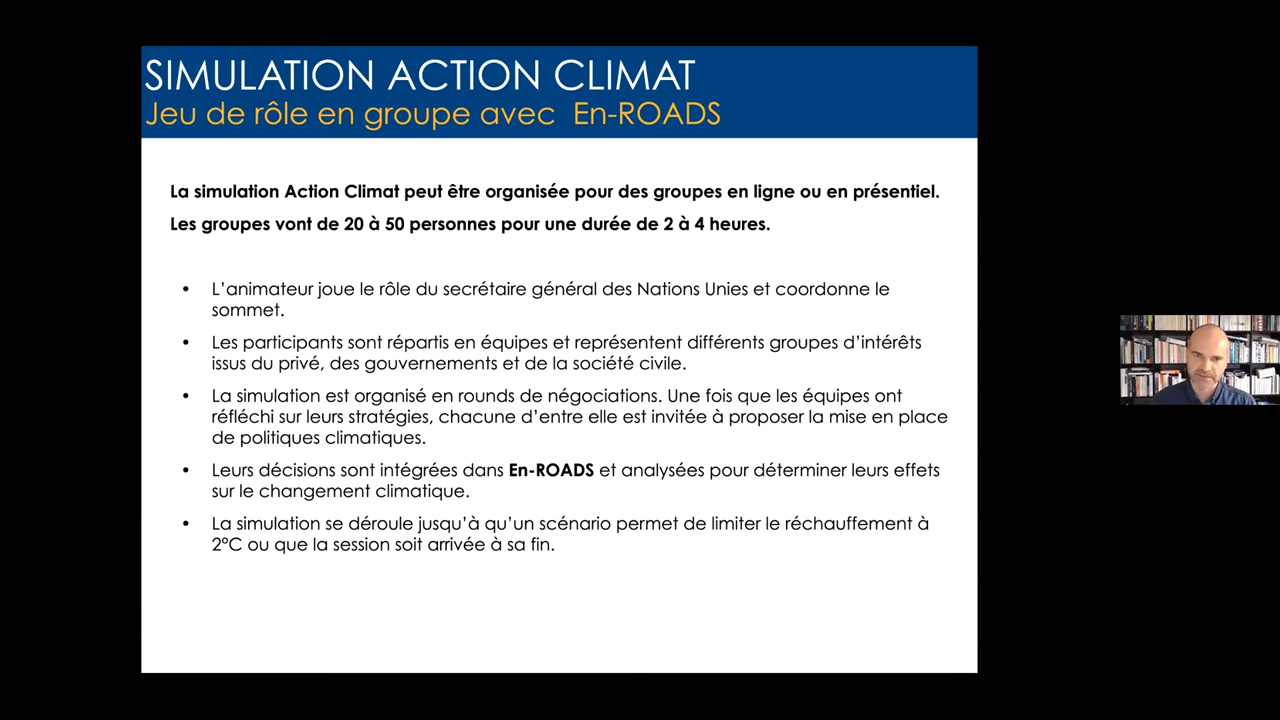 SIMULATION ACTION CLIMAT
Jeu de rôle en groupe avec En-ROADS
La simulation Action Climat peut être organisée pour des groupes en ligne ou en présentiel.
Les groupes vont de 20 à 50 personnes pour une durée de 2 à 4 heures.
• L’animateur joue le rôle du secrétaire général des Nations Unies et coordonne le
sommet.
• Les participants sont répartis en équipes et représentent différents groupes d’intérêts
issus du privé, des gouvernements et de la société civile.
• La simulation est organisé en rounds de négociations. Une fois que les équipes ont
réfléchi sur leurs stratégies, chacune d’entre elle est invitée à proposer la mise en place
de politiques climatiques.
• Leurs décisions sont intégrées dans En-ROADS et analysées pour déterminer leurs effets
sur le changement climatique.
• La simulation se déroule jusqu’à qu’un scénario permet de limiter le réchauffement à
2°C ou que la session soit arrivée à sa fin.